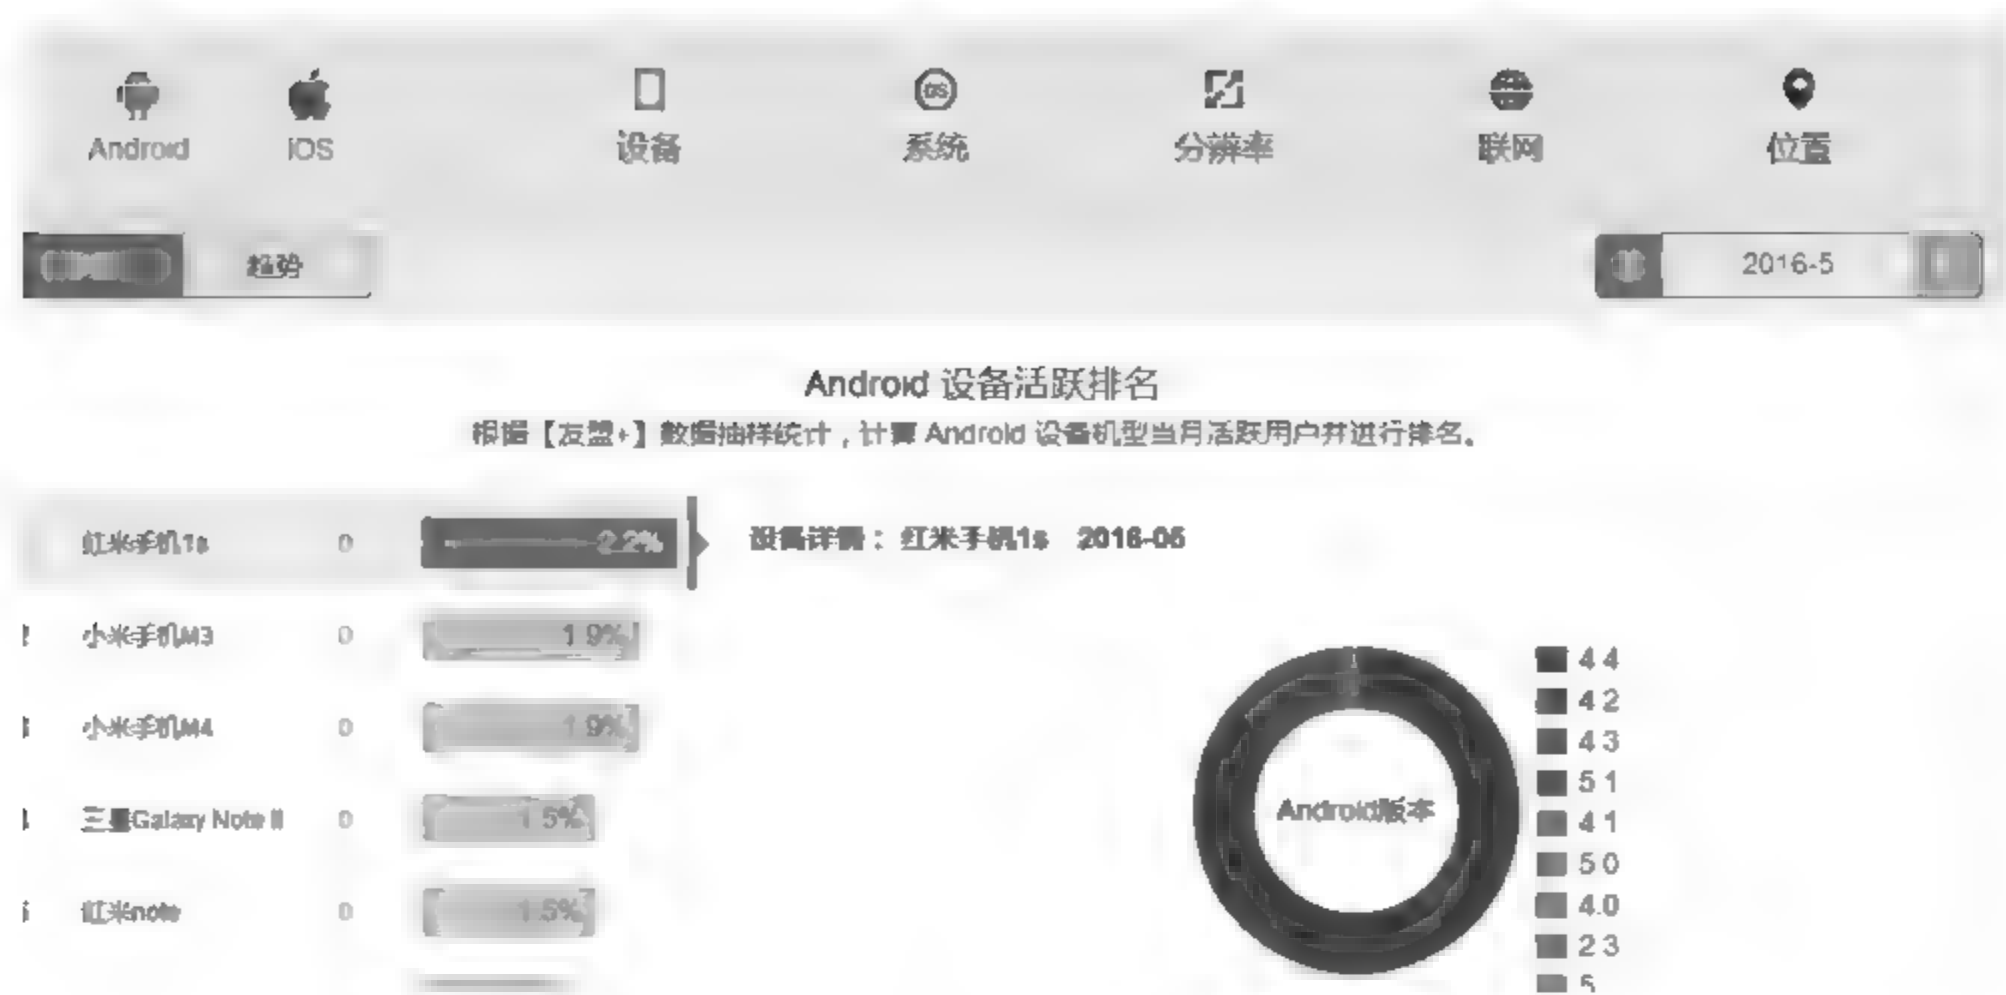 Android iOS 设备 系统 分辨率 联网 位置
趋势 2016-5
Android 设备活跃排名
根据【友盟+】数据抽样统计，计算 Android 设备机型当月活跃用户并进行排名。
红米手机1s 0 2.2% 设备详情：红米手机1s 2016-05
小米手机M3 0 1.9%
小米手机M4 0 1.9%
三星Galaxy Note II 0 1.5%
红米note 0 1.5%
Android版本
4.4
4.2
4.3
5.1
4.1
5.0
4.0
2.3